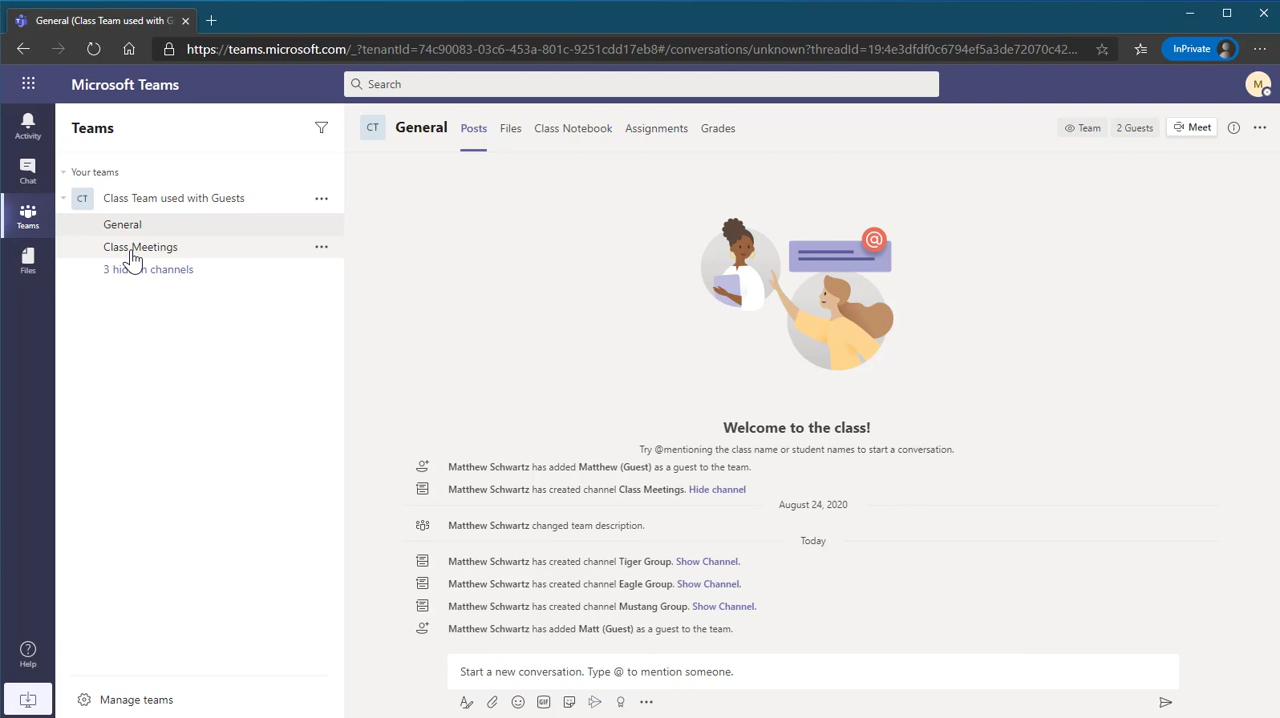 General (Class Team used with G
https://teams.microsoft.com/_?tenantId=74c90083-03c6-453a-801c-9251cdd17eb8#/conversations/unknown?threadId=19:4e3dfdf0c6794ef5a3de72070c42...
InPrivate
Microsoft Teams
Search
M
Activity
Chat
Teams
Files
Help
Teams
Your teams
CT Class Team used with Guests
General
Class Meetings
3 hidden channels
Manage teams
CT General Posts Files Class Notebook Assignments Grades
Team 2 Guests Meet
@
Welcome to the class!
Try @mentioning the class name or student names to start a conversation.
Matthew Schwartz has added Matthew (Guest) as a guest to the team.
Matthew Schwartz has created channel Class Meetings. Hide channel
August 24, 2020
Matthew Schwartz changed team description.
Today
Matthew Schwartz has created channel Tiger Group. Show Channel.
Matthew Schwartz has created channel Eagle Group. Show Channel.
Matthew Schwartz has created channel Mustang Group. Show Channel.
Matthew Schwartz has added Matt (Guest) as a guest to the team.
Start a new conversation. Type @ to mention someone.
GIF